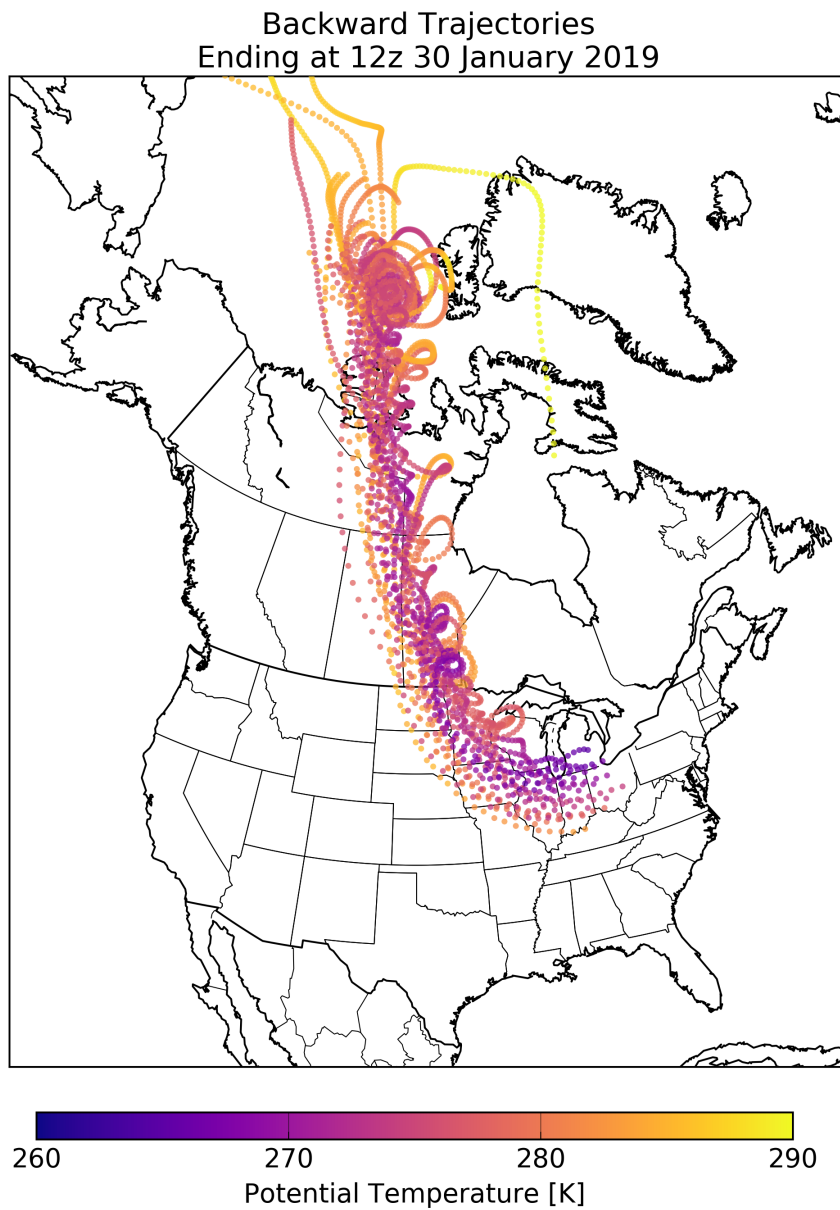 Backward Trajectories
Ending at 12z 30 January 2019
260 270 280 290
Potential Temperature [K]